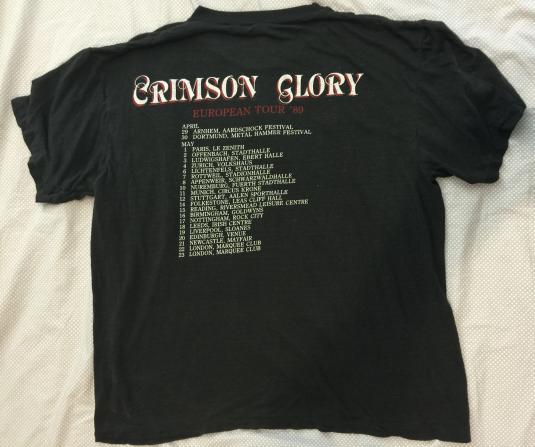 CRIMSON GLORY
EUROPEAN TOUR '89
APRIL
29 ARNHEM, AARDSCHOCK FESTIVAL
30 DORTMUND, METAL HAMMER FESTIVAL
MAY
1 PARIS, LE ZENITH
2 OFFENBACH, STADTHALLE
3 LUDWIGSHAFEN, EBERT HALLE
4 ZURICH, VOLKSHAUS
6 LICHTENFELS, STADTHALLE
7 ROTTWEIL, STADIONHALLE
8 APPENWEIR, SCHWARZWALDHALLE
10 NUREMBURG, FUERTH STADTHALLE
11 MUNICH, CIRCUS KRONE
12 STUTTGART, AALEN SPORTHALLE
14 FOLKESTONE, LEAS CLIFF HALL
15 READING, RIVERSMEAD LEISURE CENTRE
16 BIRMINGHAM, GOLDWYNS
17 NOTTINGHAM, ROCK CITY
18 LEEDS, IRISH CENTRE
19 LIVERPOOL, SLOANES
20 EDINBURGH, VENUE
21 NEWCASTLE, MAYFAIR
22 LONDON, MARQUEE CLUB
23 LONDON, MARQUEE CLUB